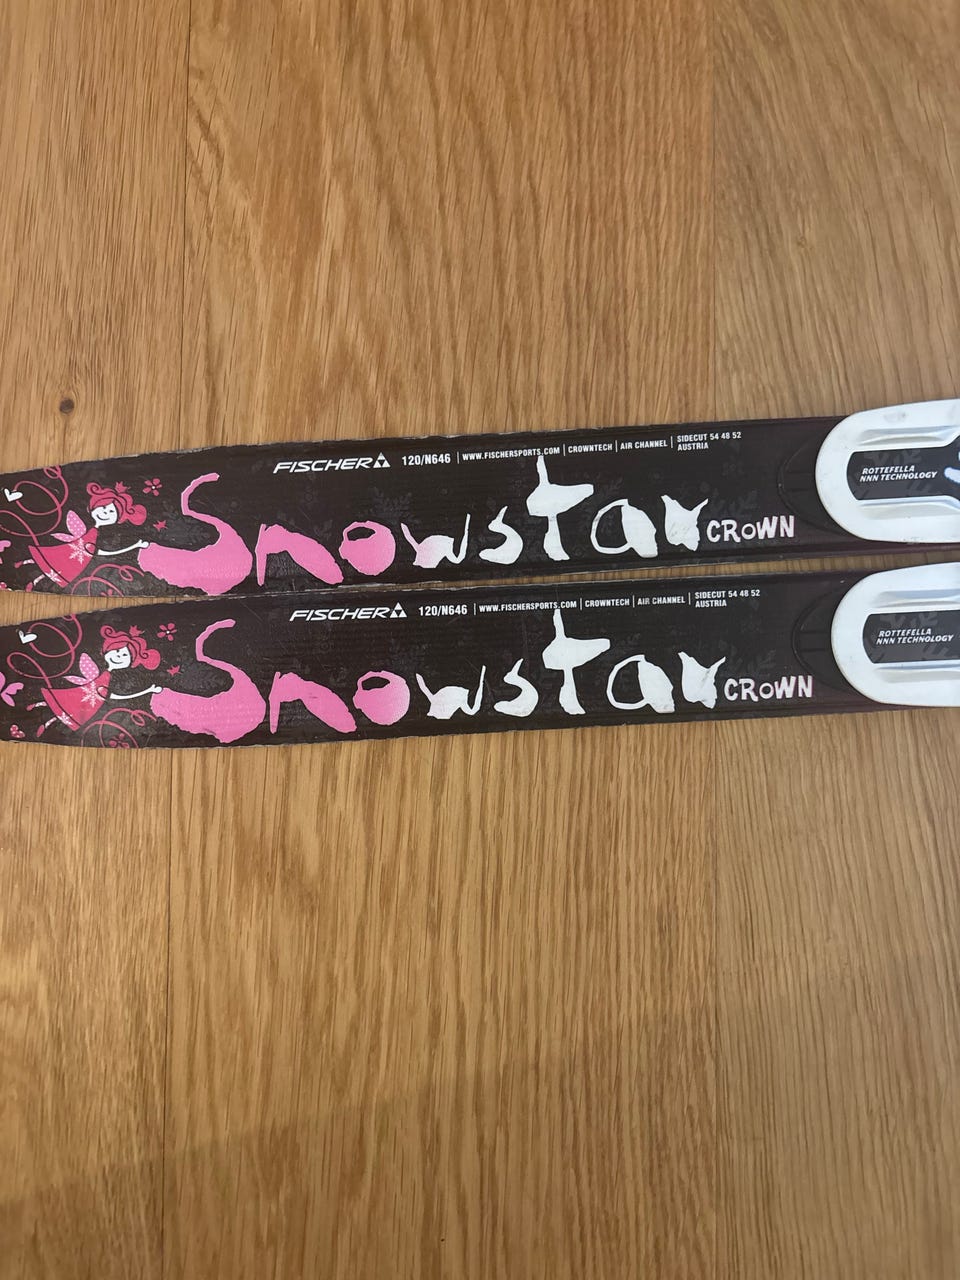 FISCHER 120/N646 | WWW.FISCHERSPORTS.COM | CROWNTECH | AIR CHANNEL | SIDECUT 54 48 52
AUSTRIA
Snowstar CROWN
ROTTEFELLA
NNN TECHNOLOGY
FISCHER 120/N646 | WWW.FISCHERSPORTS.COM | CROWNTECH | AIR CHANNEL | SIDECUT 54 48 52
AUSTRIA
Snowstar CROWN
ROTTEFELLA
NNN TECHNOLOGY